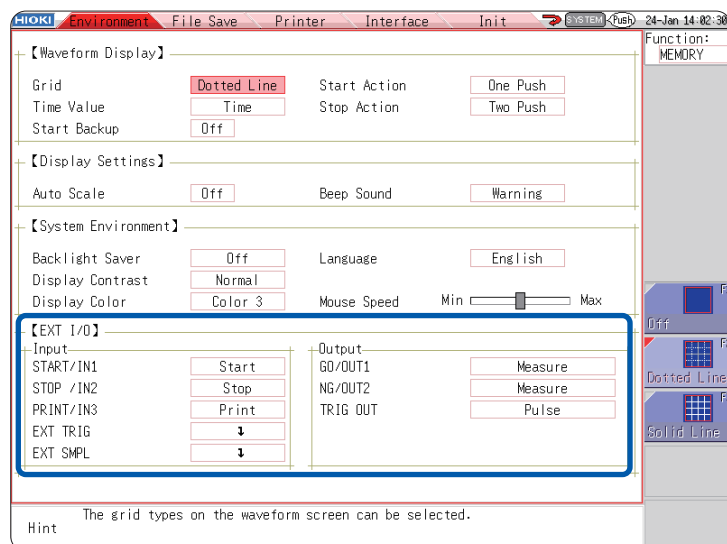 HIOKI Environment File Save Printer Interface Init SYSTEM Push 24-Jan 14:02:30
Function:
MEMORY
【Waveform Display】
Grid Dotted Line Start Action One Push
Time Value Time Stop Action Two Push
Start Backup Off
【Display Settings】
Auto Scale Off Beep Sound Warning
【System Environment】
Backlight Saver Off Language English
Display Contrast Normal
Display Color Color 3 Mouse Speed Min Max
【EXT I/O】
Input Output
START/IN1 Start GO/OUT1 Measure
STOP /IN2 Stop NG/OUT2 Measure
PRINT/IN3 Print TRIG OUT Pulse
EXT TRIG ↓
EXT SMPL ↓
F
Off
F
Dotted Line
F
Solid Line
The grid types on the waveform screen can be selected.
Hint